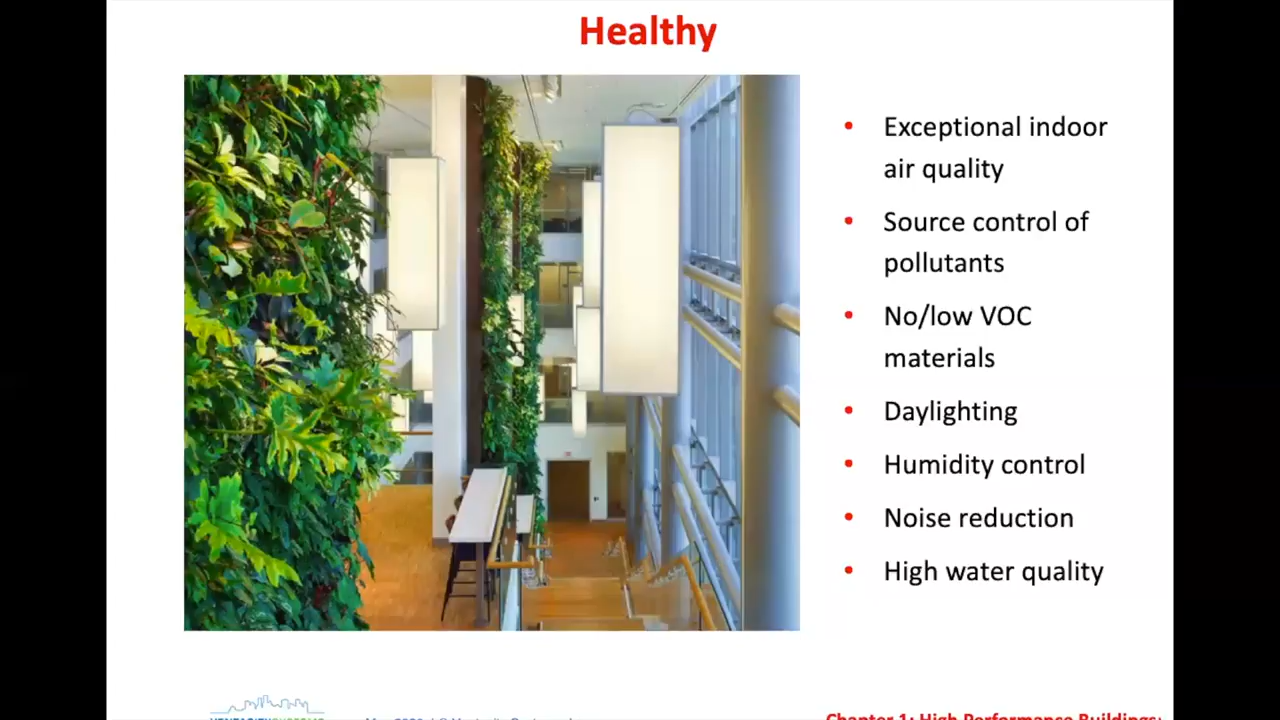 Healthy
• Exceptional indoor
air quality
• Source control of
pollutants
• No/low VOC
materials
• Daylighting
• Humidity control
• Noise reduction
• High water quality
Chapter 1: High Performance Buildings: